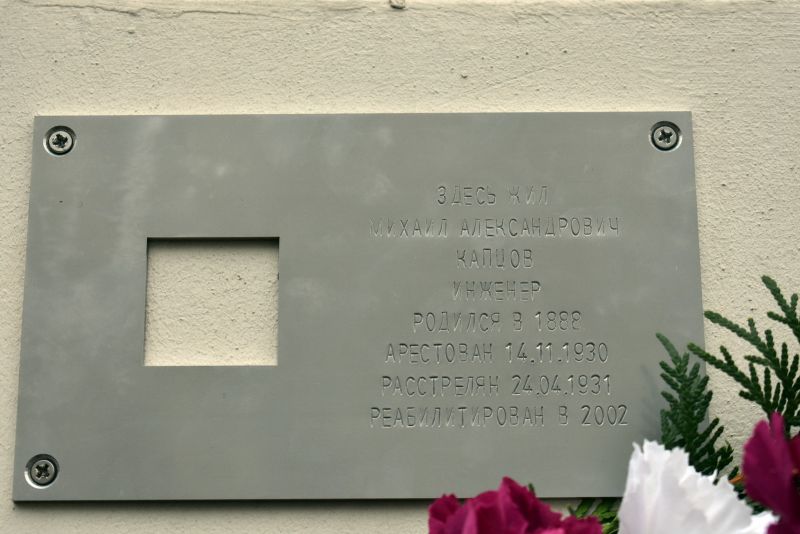 ЗДЕСЬ ЖИЛ
МИХАИЛ АЛЕКСАНДРОВИЧ
КАПЦОВ
ИНЖЕНЕР
РОДИЛСЯ В 1888
АРЕСТОВАН 14.11.1930
РАССТРЕЛЯН 24.04.1931
РЕАБИЛИТИРОВАН В 2002